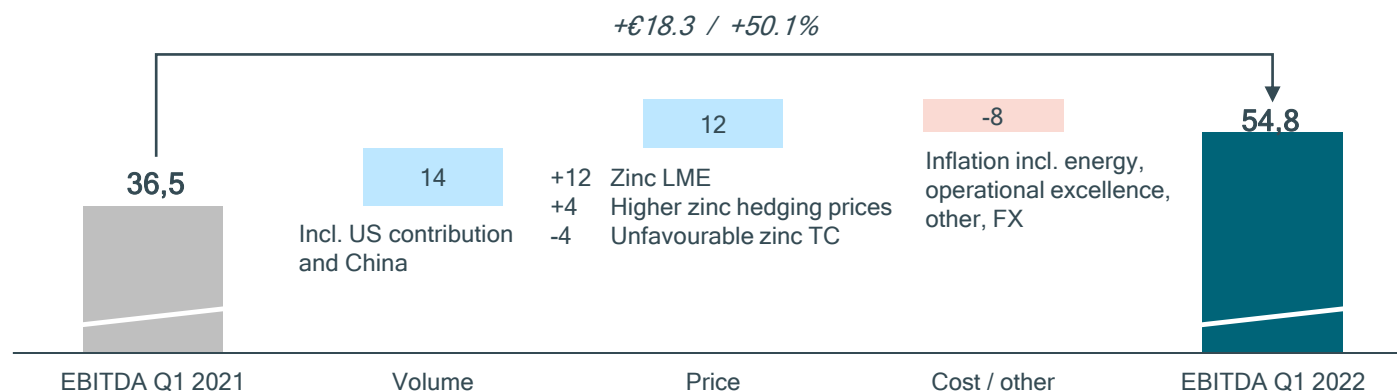 +€18.3 / +50.1%
36,5
14
Incl. US contribution
and China
12
+12 Zinc LME
+4 Higher zinc hedging prices
-4 Unfavourable zinc TC
-8
Inflation incl. energy,
operational excellence,
other, FX
54,8
EBITDA Q1 2021
Volume
Price
Cost / other
EBITDA Q1 2022